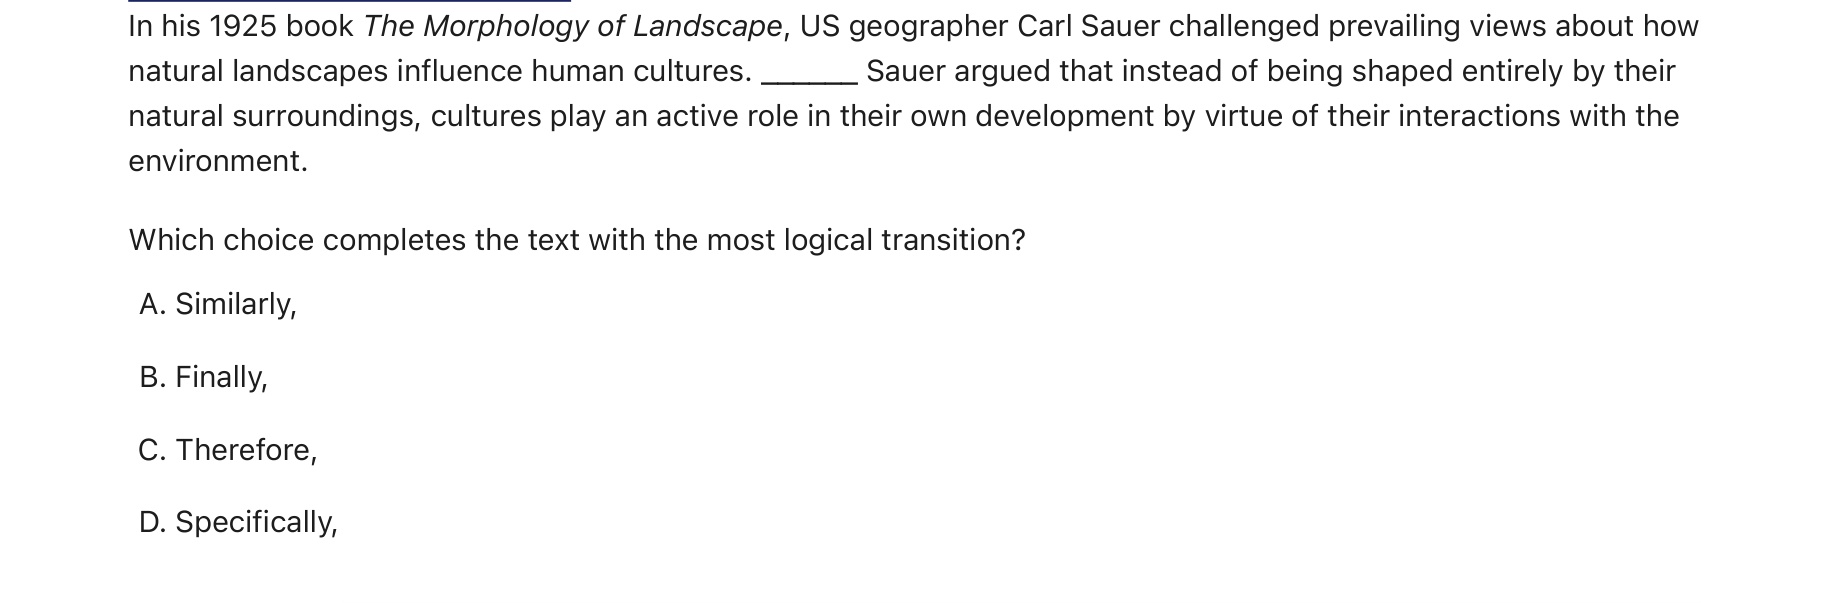 In his 1925 book The Morphology of Landscape, US geographer Carl Sauer challenged prevailing views about how
natural landscapes influence human cultures. ______ Sauer argued that instead of being shaped entirely by their
natural surroundings, cultures play an active role in their own development by virtue of their interactions with the
environment.
Which choice completes the text with the most logical transition?
A. Similarly,
B. Finally,
C. Therefore,
D. Specifically,